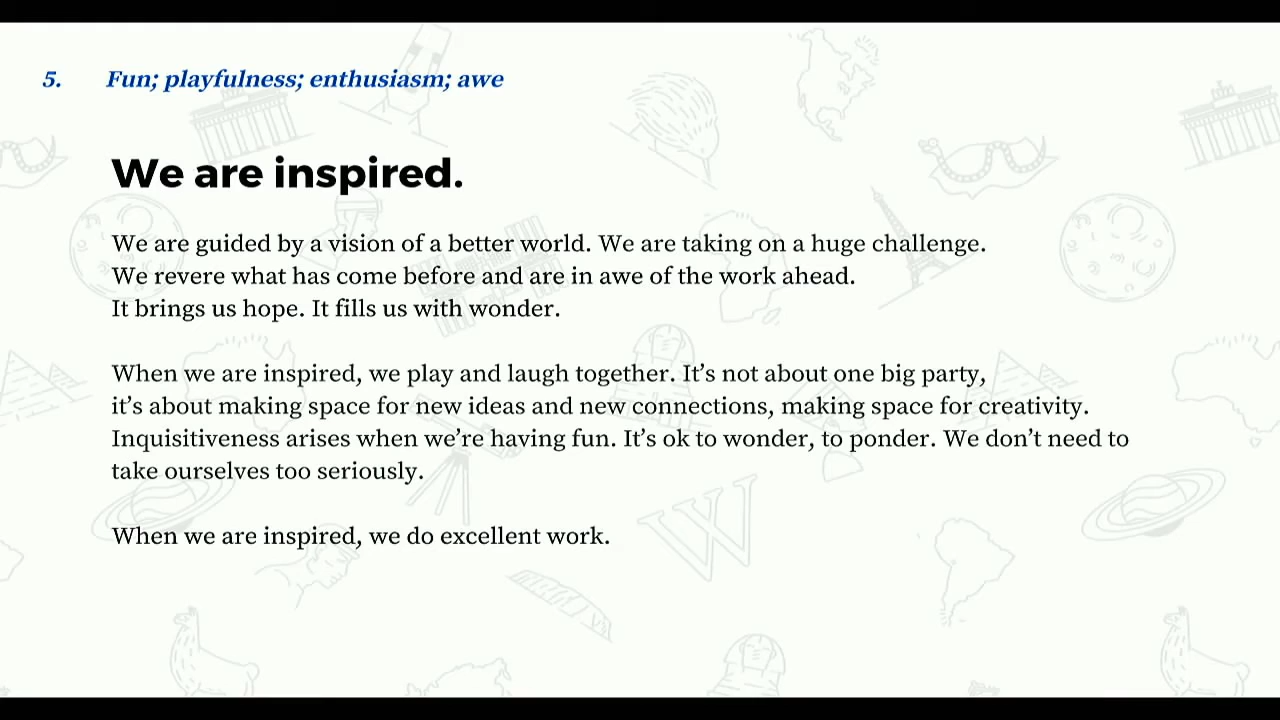 5. Fun; playfulness; enthusiasm; awe
We are inspired.
We are guided by a vision of a better world. We are taking on a huge challenge.
We revere what has come before and are in awe of the work ahead.
It brings us hope. It fills us with wonder.
When we are inspired, we play and laugh together. It’s not about one big party,
it’s about making space for new ideas and new connections, making space for creativity.
Inquisitiveness arises when we’re having fun. It’s ok to wonder, to ponder. We don’t need to
take ourselves too seriously.
W
When we are inspired, we do excellent work.